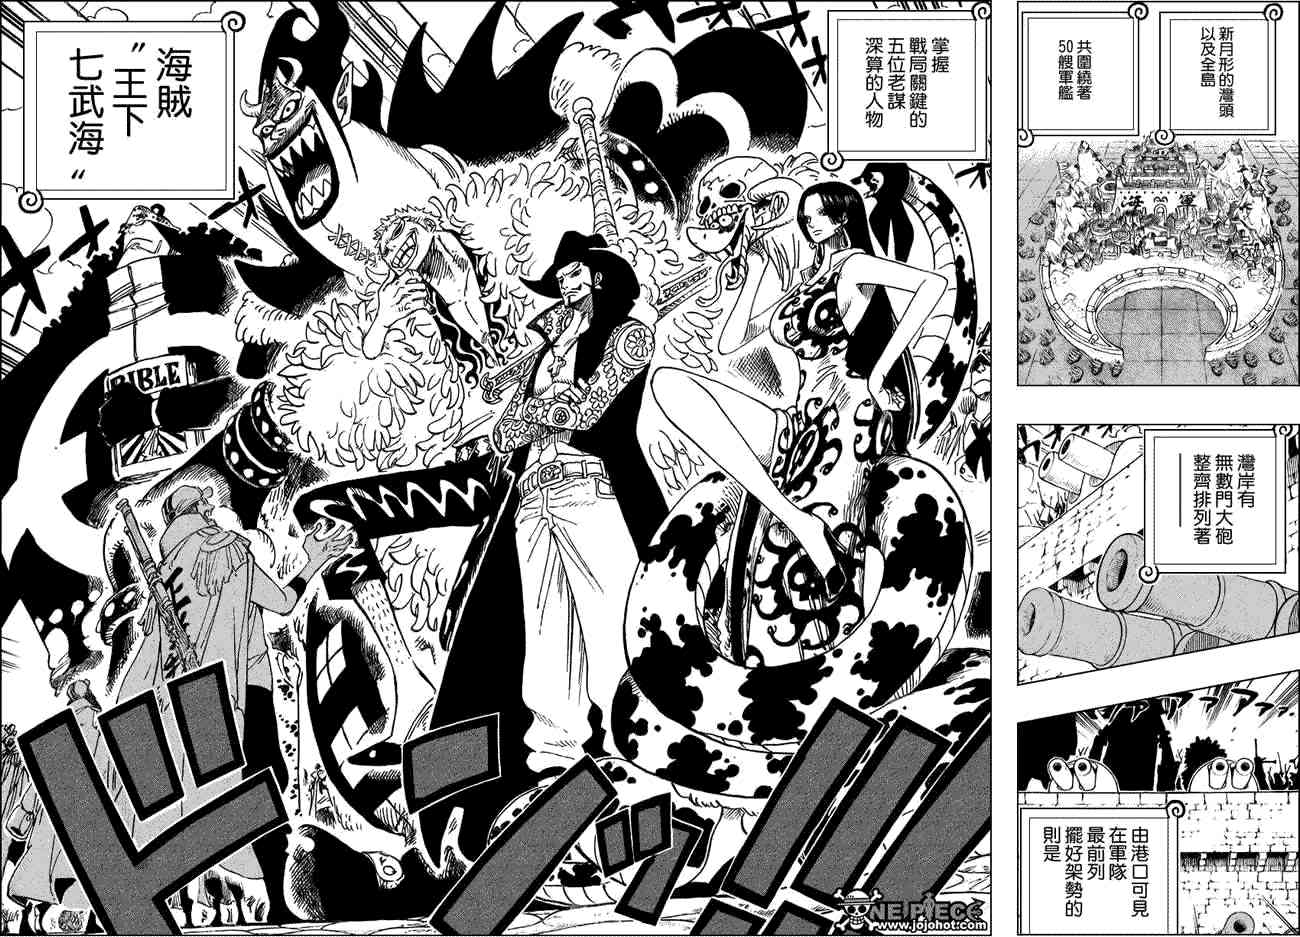 新月形的灣頭
以及全島
共圍繞著
50艘軍艦
海軍
灣岸有
無數門大砲
整齊排列著
——
由港口可見
在軍隊
最前列
擺好架勢的
則是
掌握
戰局關鍵的
五位老謀
深算的人物
海賊
"王下
七武海"
BIBLE
ドンッ!!!
ONE PIECE
www.jojohot.com